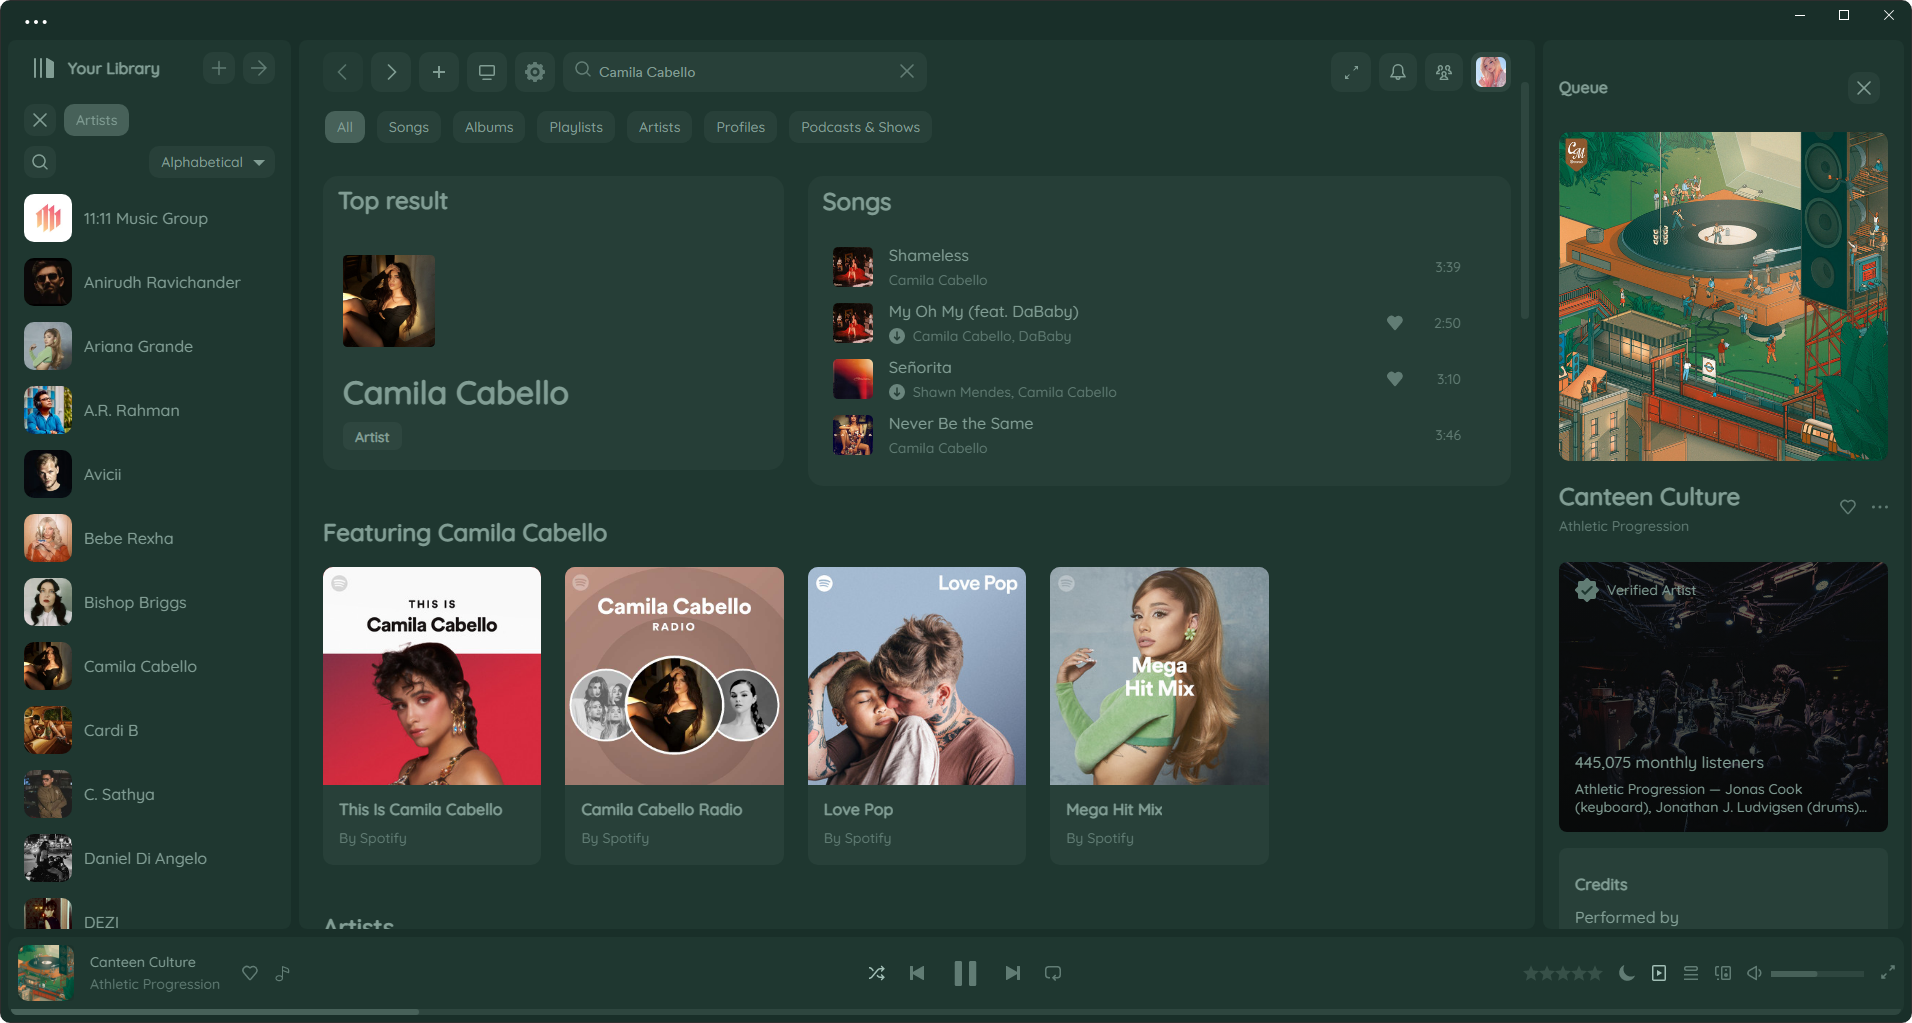 Your Library
Artists
Alphabetical
11:11 Music Group
Anirudh Ravichander
Ariana Grande
A.R. Rahman
Avicii
Bebe Rexha
Bishop Briggs
Camila Cabello
Cardi B
C. Sathya
Daniel Di Angelo
DEZI
Camila Cabello
All
Songs
Albums
Playlists
Artists
Profiles
Podcasts & Shows
Top result
Camila Cabello
Artist
Songs
Shameless
Camila Cabello
3:39
My Oh My (feat. DaBaby)
Camila Cabello, DaBaby
2:50
Señorita
Shawn Mendes, Camila Cabello
3:10
Never Be the Same
Camila Cabello
3:46
Featuring Camila Cabello
THIS IS
Camila Cabello
This Is Camila Cabello
By Spotify
Camila Cabello
RADIO
Camila Cabello Radio
By Spotify
Love Pop
Love Pop
By Spotify
Mega
Hit Mix
Mega Hit Mix
By Spotify
Artists
Queue
CM
Canteen Culture
Athletic Progression
Verified Artist
445,075 monthly listeners
Athletic Progression — Jonas Cook
(keyboard), Jonathan J. Ludvigsen (drums)...
Credits
Performed by
Canteen Culture
Athletic Progression